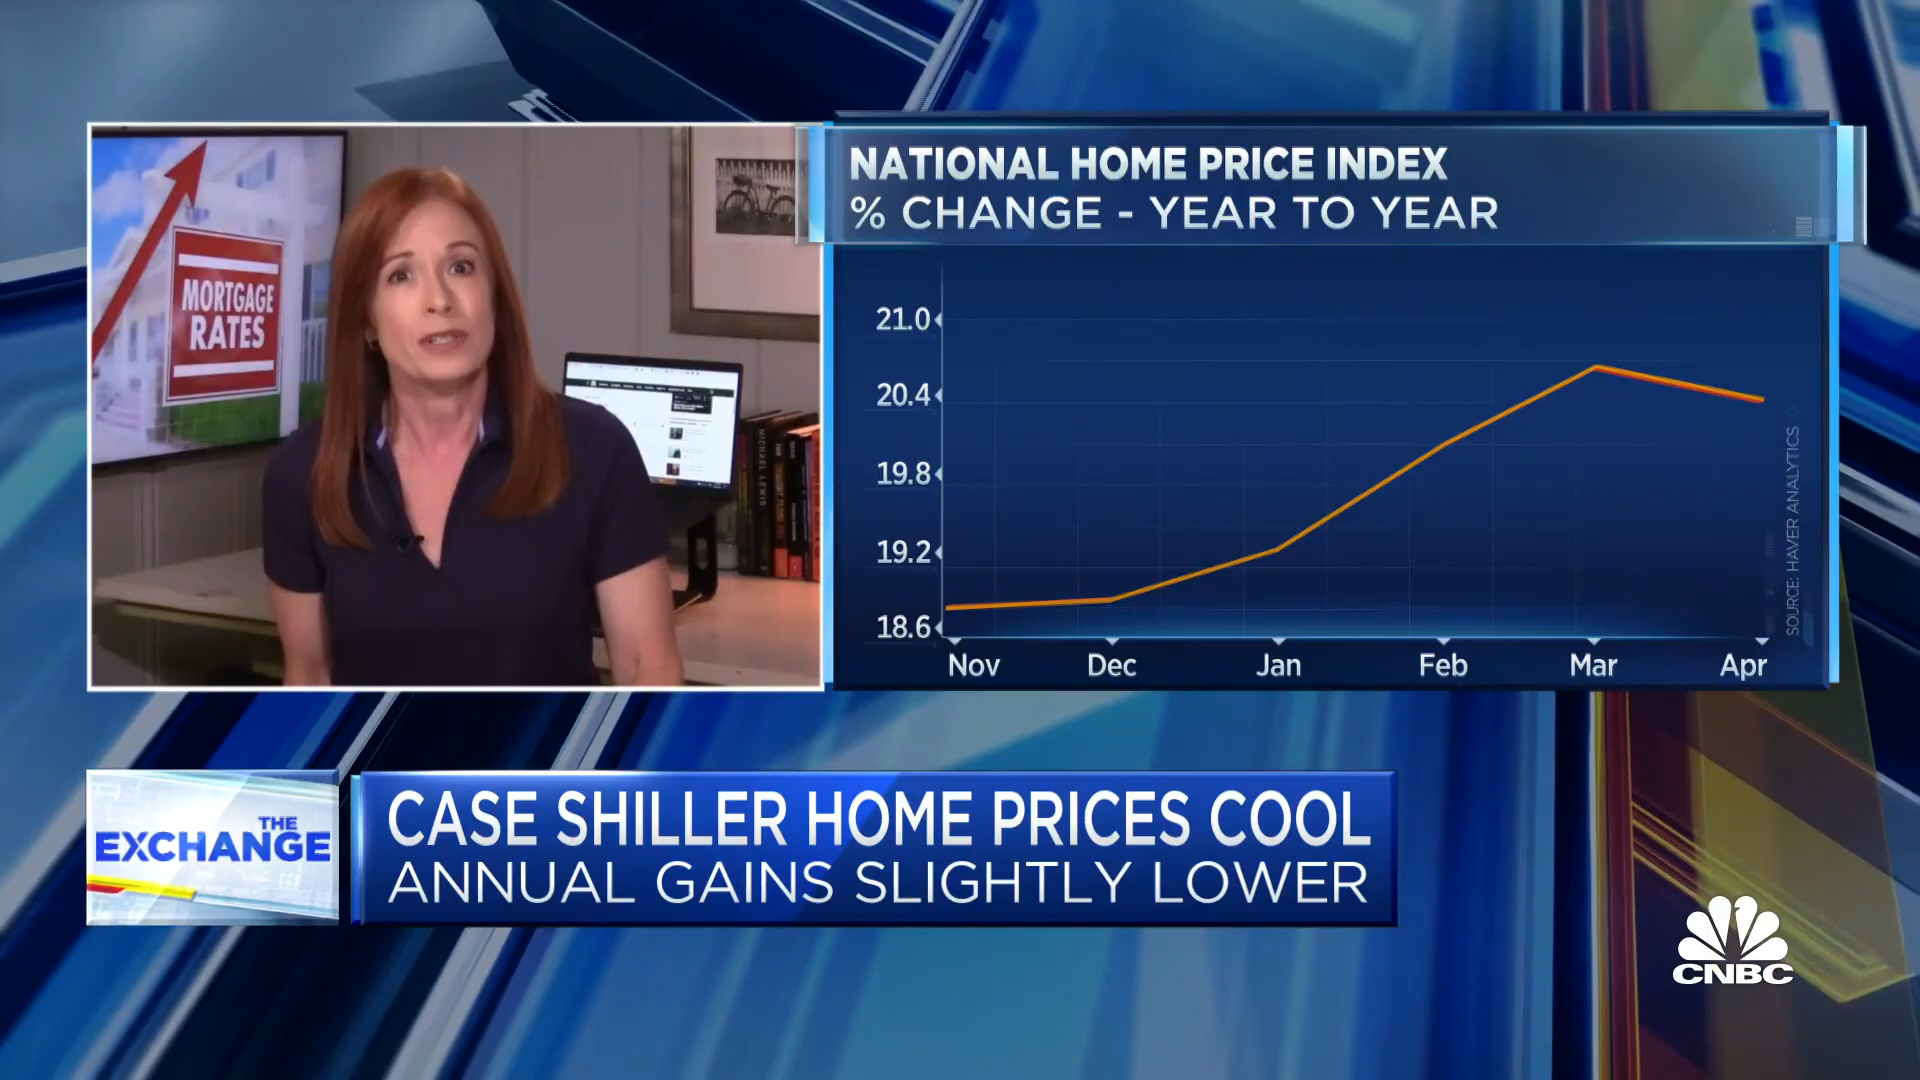 MORTGAGE
RATES
MICHAEL LEWIS
NATIONAL HOME PRICE INDEX
% CHANGE - YEAR TO YEAR
21.0
20.4
19.8
19.2
18.6
Nov Dec Jan Feb Mar Apr
SOURCE: HAVER ANALYTICS
THE
EXCHANGE
CASE SHILLER HOME PRICES COOL
ANNUAL GAINS SLIGHTLY LOWER
CNBC